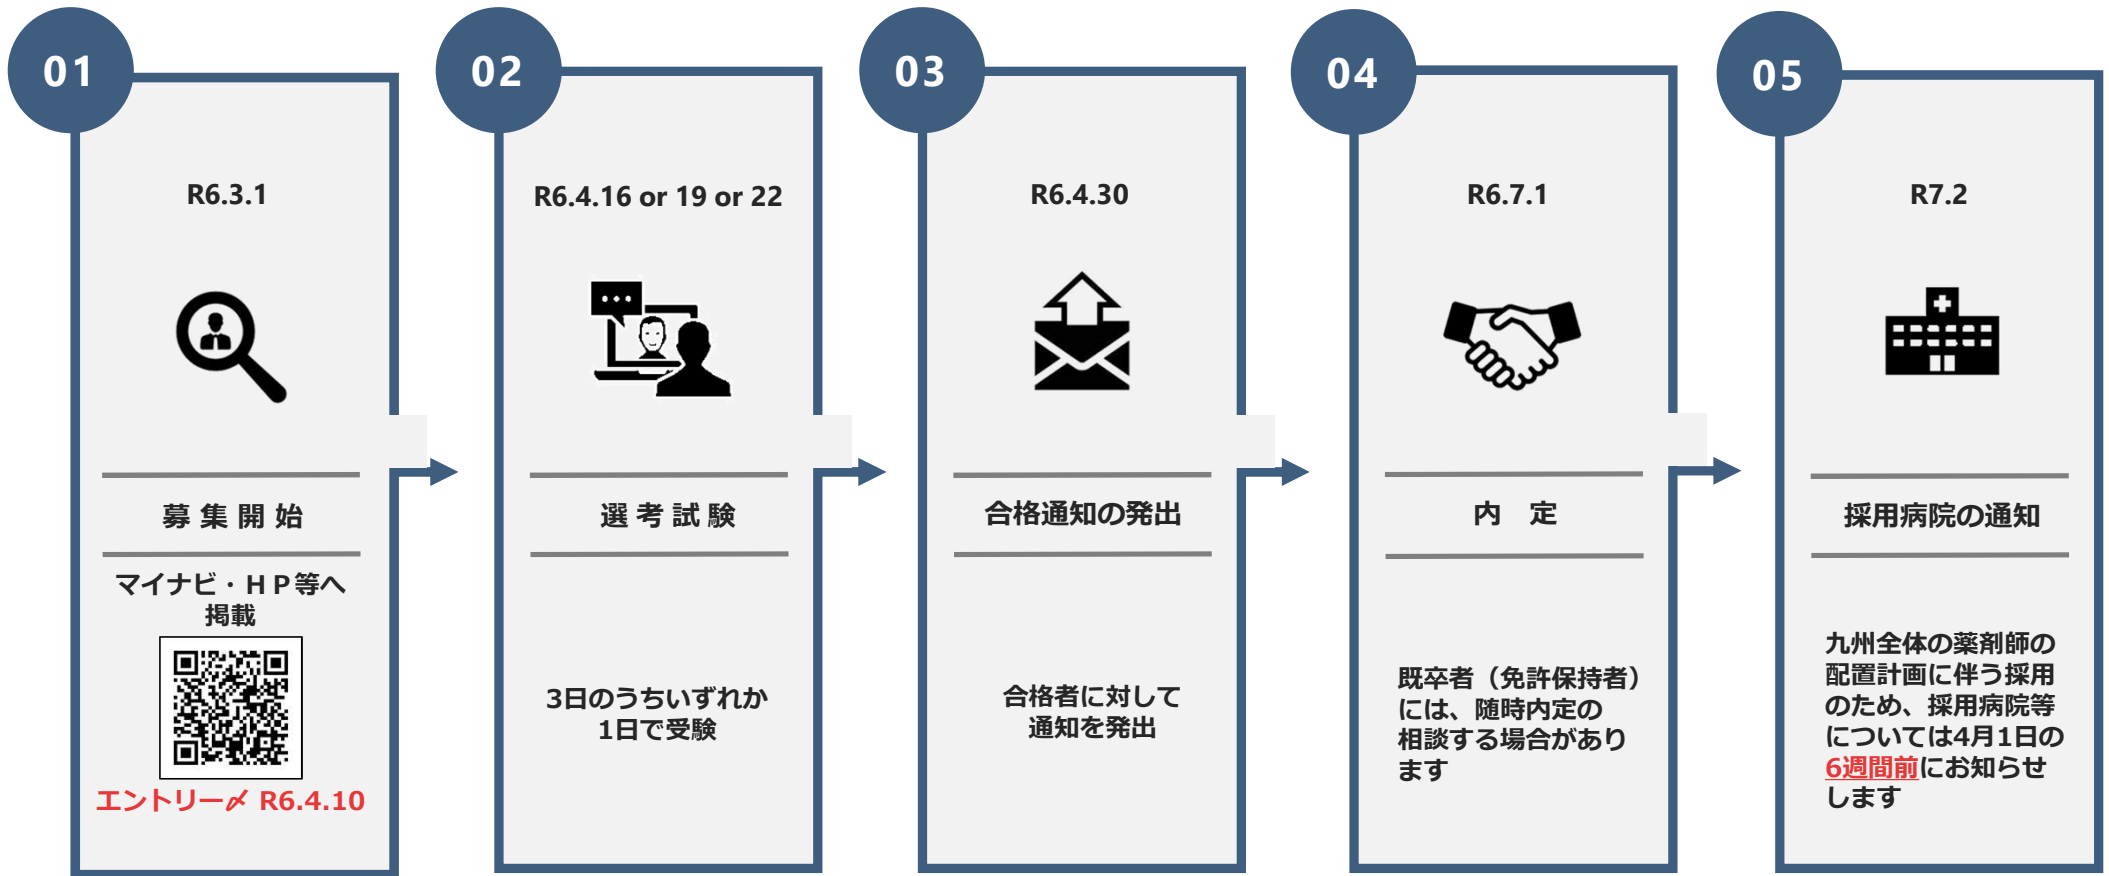 01
R6.3.1
募集開始
マイナビ・ＨＰ等へ
掲載
エントリー〆 R6.4.10
02
R6.4.16 or 19 or 22
選考試験
3日のうちいずれか
1日で受験
03
R6.4.30
合格通知の発出
合格者に対して
通知を発出
04
R6.7.1
内　定
既卒者（免許保持者）
には、随時内定の
相談する場合があり
ます
05
R7.2
採用病院の通知
九州全体の薬剤師の
配置計画に伴う採用
のため、採用病院等
については4月1日の
6週間前にお知らせ
します